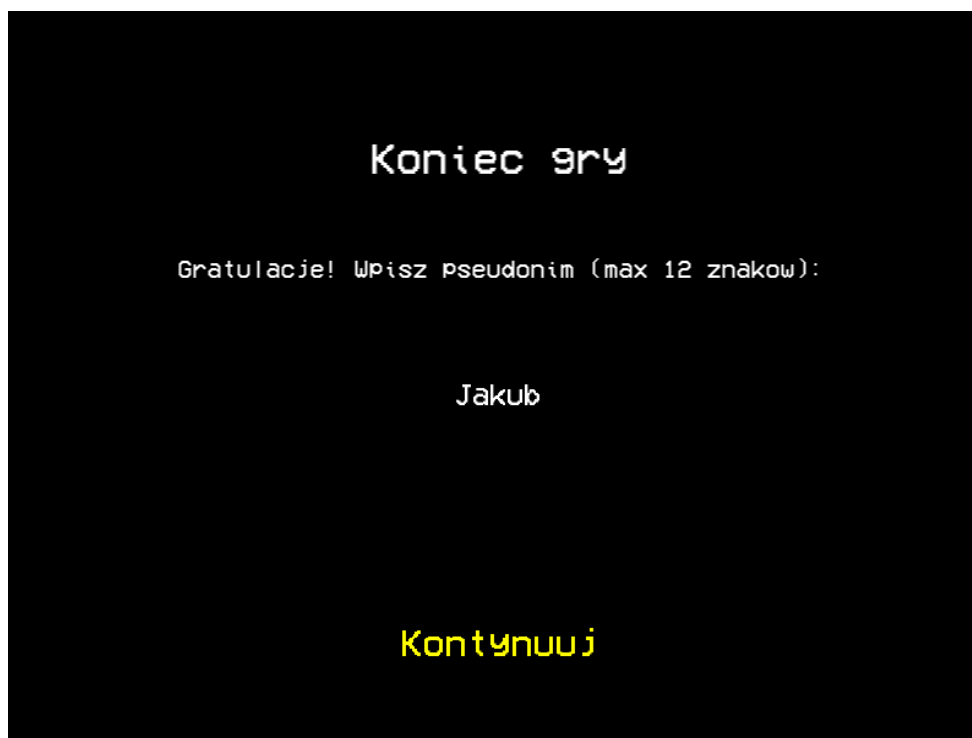 Koniec gry
Gratulacje! Wpisz pseudonim (max 12 znakow):
Jakub
Kontynuuj